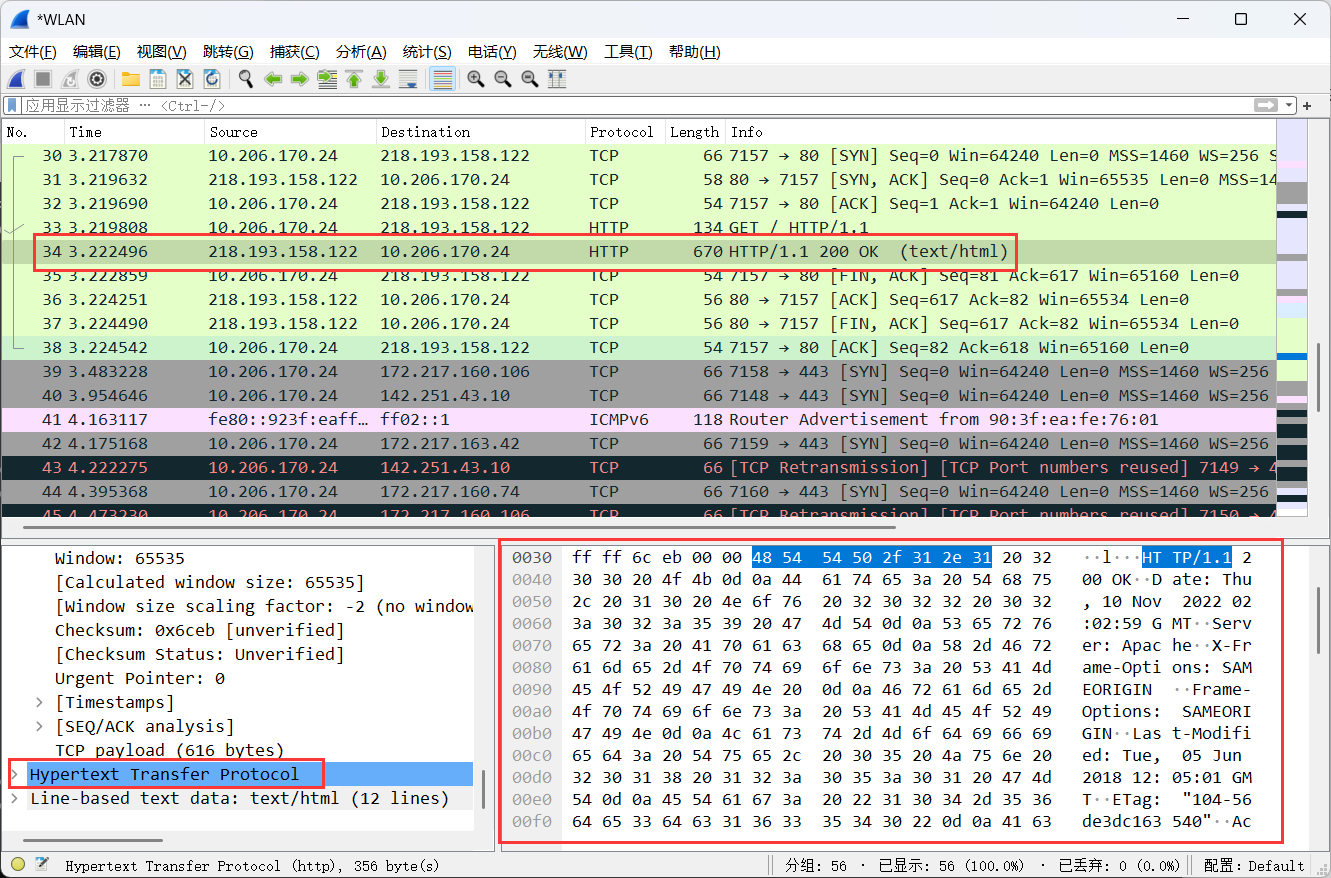 *WLAN
文件(F) 编辑(E) 视图(V) 跳转(G) 捕获(C) 分析(A) 统计(S) 电话(Y) 无线(W) 工具(T) 帮助(H)
应用显示过滤器 … <Ctrl-/>
No. Time Source Destination Protocol Length Info
30 3.217870 10.206.170.24 218.193.158.122 TCP 66 7157 → 80 [SYN] Seq=0 Win=64240 Len=0 MSS=1460 WS=256 S
31 3.219632 218.193.158.122 10.206.170.24 TCP 58 80 → 7157 [SYN, ACK] Seq=0 Ack=1 Win=65535 Len=0 MSS=14
32 3.219690 10.206.170.24 218.193.158.122 TCP 54 7157 → 80 [ACK] Seq=1 Ack=1 Win=64240 Len=0
33 3.219808 10.206.170.24 218.193.158.122 HTTP 134 GET / HTTP/1.1
34 3.222496 218.193.158.122 10.206.170.24 HTTP 670 HTTP/1.1 200 OK (text/html)
35 3.222859 10.206.170.24 218.193.158.122 TCP 54 7157 → 80 [FIN, ACK] Seq=81 Ack=617 Win=65160 Len=0
36 3.224251 218.193.158.122 10.206.170.24 TCP 56 80 → 7157 [ACK] Seq=617 Ack=82 Win=65534 Len=0
37 3.224490 218.193.158.122 10.206.170.24 TCP 56 80 → 7157 [FIN, ACK] Seq=617 Ack=82 Win=65534 Len=0
38 3.224542 10.206.170.24 218.193.158.122 TCP 54 7157 → 80 [ACK] Seq=82 Ack=618 Win=65160 Len=0
39 3.483228 10.206.170.24 172.217.160.106 TCP 66 7158 → 443 [SYN] Seq=0 Win=64240 Len=0 MSS=1460 WS=256
40 3.954646 10.206.170.24 142.251.43.10 TCP 66 7148 → 443 [SYN] Seq=0 Win=64240 Len=0 MSS=1460 WS=256
41 4.163117 fe80::923f:eaff… ff02::1 ICMPv6 118 Router Advertisement from 90:3f:ea:fe:76:01
42 4.175168 10.206.170.24 172.217.163.42 TCP 66 7159 → 443 [SYN] Seq=0 Win=64240 Len=0 MSS=1460 WS=256
43 4.222275 10.206.170.24 142.251.43.10 TCP 66 [TCP Retransmission] [TCP Port numbers reused] 7149 → 4
44 4.395368 10.206.170.24 172.217.160.74 TCP 66 7160 → 443 [SYN] Seq=0 Win=64240 Len=0 MSS=1460 WS=256
45 4.473230 10.206.170.24 172.217.160.106 TCP 66 [TCP Retransmission] [TCP Port numbers reused] 7150 → 4
Window: 65535
[Calculated window size: 65535]
[Window size scaling factor: -2 (no window
Checksum: 0x6ceb [unverified]
[Checksum Status: Unverified]
Urgent Pointer: 0
[Timestamps]
[SEQ/ACK analysis]
TCP payload (616 bytes)
Hypertext Transfer Protocol
Line-based text data: text/html (12 lines)
0030 ff ff 6c eb 00 00 48 54 54 50 2f 31 2e 31 20 32 ··l···HT TP/1.1 2
0040 30 30 20 4f 4b 0d 0a 44 61 74 65 3a 20 54 68 75 00 OK··D ate: Thu
0050 2c 20 31 30 20 4e 6f 76 20 32 30 32 32 20 30 32 , 10 Nov 2022 02
0060 3a 30 32 3a 35 39 20 47 4d 54 0d 0a 53 65 72 76 :02:59 G MT··Serv
0070 65 72 3a 20 41 70 61 63 68 65 0d 0a 58 2d 46 72 er: Apac he··X-Fr
0080 61 6d 65 2d 4f 70 74 69 6f 6e 73 3a 20 53 41 4d ame-Opti ons: SAM
0090 45 4f 52 49 47 49 4e 20 0d 0a 46 72 61 6d 65 2d EORIGIN ··Frame-
00a0 4f 70 74 69 6f 6e 73 3a 20 53 41 4d 45 4f 52 49 Options: SAMEORI
00b0 47 49 4e 0d 0a 4c 61 73 74 2d 4d 6f 64 69 66 69 GIN··Las t-Modifi
00c0 65 64 3a 20 54 75 65 2c 20 30 35 20 4a 75 6e 20 ed: Tue, 05 Jun
00d0 32 30 31 38 20 31 32 3a 30 35 3a 30 31 20 47 4d 2018 12: 05:01 GM
00e0 54 0d 0a 45 54 61 67 3a 20 22 31 30 34 2d 35 36 T··ETag: "104-56
00f0 64 65 33 64 63 31 36 33 35 34 30 22 0d 0a 41 63 de3dc163 540"··Ac
Hypertext Transfer Protocol (http), 356 byte(s) 分组: 56 · 已显示: 56 (100.0%) · 已丢弃: 0 (0.0%) 配置: Default